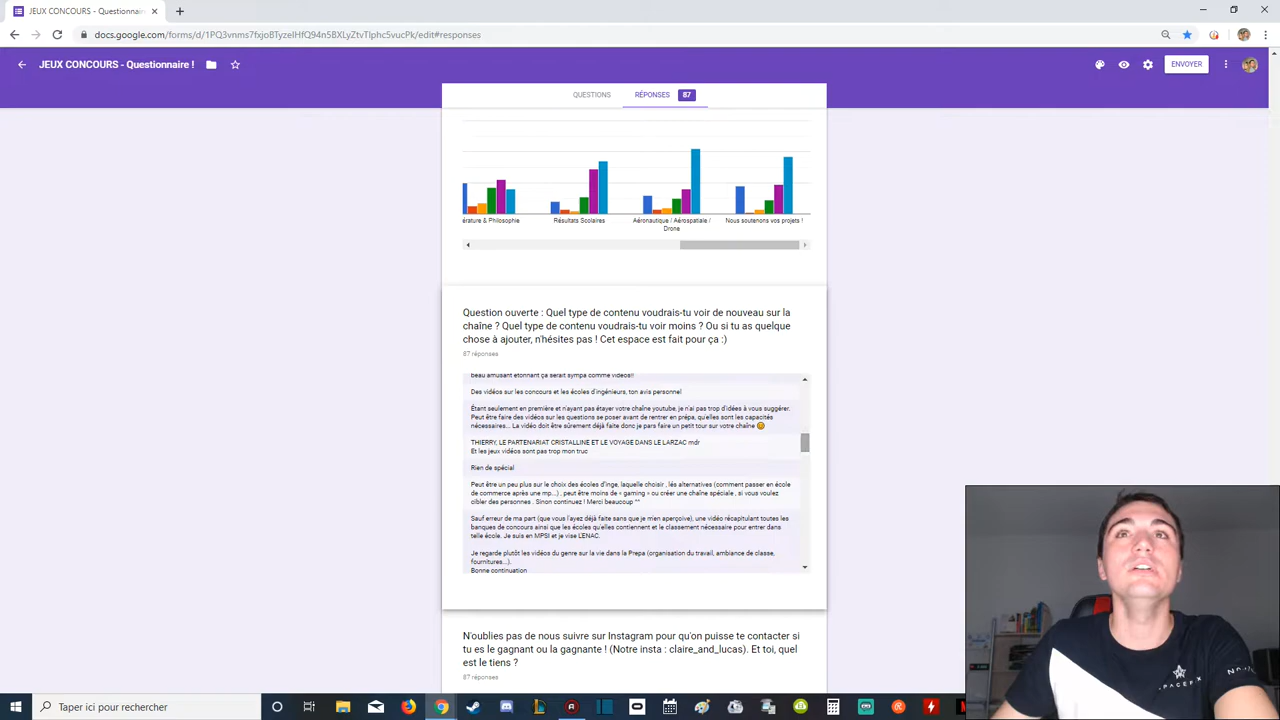 JEUX CONCOURS - Questionnaire
docs.google.com/forms/d/1PQ3vnms7fxjo8TyzeIHfQ94n5BXLyZtvTlphc5vucPk/edit#responses
JEUX CONCOURS - Questionnaire !
ENVOYER
QUESTIONS
RÉPONSES 87
érature & Philosophie
Résultats Scolaires
Aéronautique / Aérospatiale /
Drone
Nous soutenons vos projets !
Question ouverte : Quel type de contenu voudrais-tu voir de nouveau sur la
chaîne ? Quel type de contenu voudrais-tu voir moins ? Ou si tu as quelque
chose à ajouter, n'hésites pas ! Cet espace est fait pour ça :)
87 réponses
beau amusant etonnant ça serait sympa comme videos!!
Des vidéos sur les concours et les écoles d'ingénieurs, ton avis personnel
Étant seulement en première et n'ayant pas étayer votre chaîne youtube, je n'ai pas trop d'idées à vous suggérer.
Peut être faire des vidéos sur les questions se poser avant de rentrer en prépa, qu'elles sont les capacités
nécessaires... La vidéo doit être sûrement déjà faite donc je pars faire un petit tour sur votre chaîne 😊
THIERRY, LE PARTENARIAT CRISTALLINE ET LE VOYAGE DANS LE LARZAC mdr
Et les jeux vidéos sont pas trop mon truc
Rien de spécial
Peut être un peu plus sur le choix des écoles d'inge, laquelle choisir , lés alternatives (comment passer en école
de commerce après une mp...) , peut être moins de « gaming » ou créer une chaîne spéciale , si vous voulez
cibler des personnes . Sinon continuez ! Merci beaucoup ^^
Sauf erreur de ma part (que vous l'ayez déjà faite sans que je m'en aperçoive), une vidéo récapitulant toutes les
banques de concours ainsi que les écoles qu'elles contiennent et le classement nécessaire pour entrer dans
telle école. Je suis en MPSI et je vise L'ENAC.
Je regarde plutôt les vidéos du genre sur la vie dans la Prepa (organisation du travail, ambiance de classe,
fournitures...).
Bonne continuation
N'oublies pas de nous suivre sur Instagram pour qu'on puisse te contacter si
tu es le gagnant ou la gagnante ! (Notre insta : claire_and_lucas). Et toi, quel
est le tiens ?
87 réponses
Taper ici pour rechercher